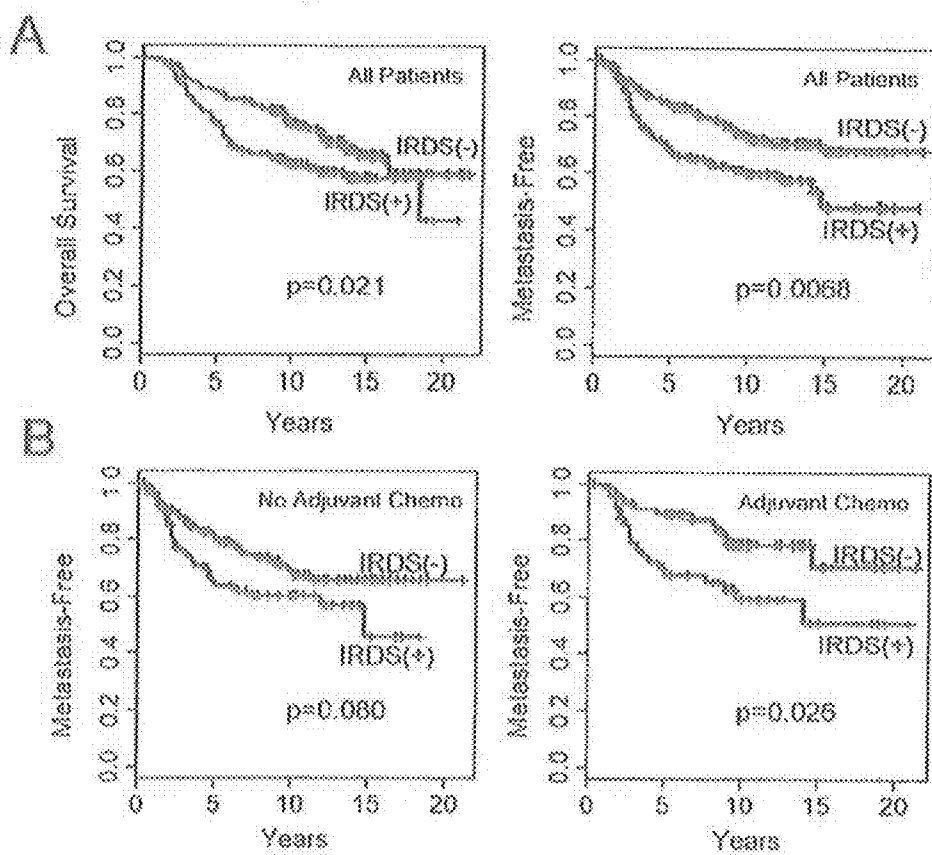 A
All Patients
IRDS(-)
IRDS(+)
p=0.021
Overall Survival
0.0 0.2 0.4 0.6 0.8 1.0
0 5 10 15 20
Years
All Patients
IRDS(-)
IRDS(+)
p=0.0068
Metastasis-Free
0.0 0.2 0.4 0.6 0.8 1.0
0 5 10 15 20
Years
B
No Adjuvant Chemo
IRDS(-)
IRDS(+)
p=0.080
Metastasis-Free
0.0 0.2 0.4 0.6 0.8 1.0
0 5 10 15 20
Years
Adjuvant Chemo
IRDS(-)
IRDS(+)
p=0.026
Metastasis-Free
0.0 0.2 0.4 0.6 0.8 1.0
0 5 10 15 20
Years